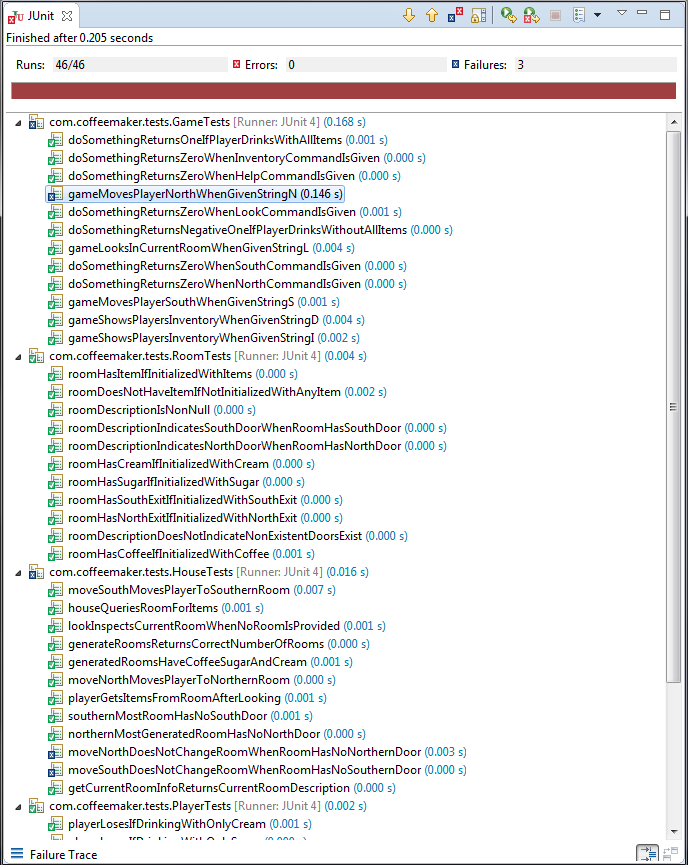 JUnit
Finished after 0.205 seconds
Runs: 46/46 Errors: 0 Failures: 3
com.coffeemaker.tests.GameTests [Runner: JUnit 4] (0.168 s)
doSomethingReturnsOneIfPlayerDrinksWithAllItems (0.001 s)
doSomethingReturnsZeroWhenInventoryCommandIsGiven (0.000 s)
doSomethingReturnsZeroWhenHelpCommandIsGiven (0.000 s)
gameMovesPlayerNorthWhenGivenStringN (0.146 s)
doSomethingReturnsZeroWhenLookCommandIsGiven (0.001 s)
doSomethingReturnsNegativeOneIfPlayerDrinksWithoutAllItems (0.000 s)
gameLooksInCurrentRoomWhenGivenStringL (0.004 s)
doSomethingReturnsZeroWhenSouthCommandIsGiven (0.000 s)
doSomethingReturnsZeroWhenNorthCommandIsGiven (0.000 s)
gameMovesPlayerSouthWhenGivenStringS (0.001 s)
gameShowsPlayersInventoryWhenGivenStringD (0.004 s)
gameShowsPlayersInventoryWhenGivenStringI (0.002 s)
com.coffeemaker.tests.RoomTests [Runner: JUnit 4] (0.004 s)
roomHasItemIfInitializedWithItems (0.000 s)
roomDoesNotHaveItemIfNotInitializedWithAnyItem (0.002 s)
roomDescriptionIsNonNull (0.000 s)
roomDescriptionIndicatesSouthDoorWhenRoomHasSouthDoor (0.000 s)
roomDescriptionIndicatesNorthDoorWhenRoomHasNorthDoor (0.000 s)
roomHasCreamIfInitializedWithCream (0.000 s)
roomHasSugarIfInitializedWithSugar (0.000 s)
roomHasSouthExitIfInitializedWithSouthExit (0.000 s)
roomHasNorthExitIfInitializedWithNorthExit (0.000 s)
roomDescriptionDoesNotIndicateNonExistentDoorsExist (0.000 s)
roomHasCoffeeIfInitializedWithCoffee (0.001 s)
com.coffeemaker.tests.HouseTests [Runner: JUnit 4] (0.016 s)
moveSouthMovesPlayerToSouthernRoom (0.007 s)
houseQueriesRoomForItems (0.001 s)
lookInspectsCurrentRoomWhenNoRoomIsProvided (0.001 s)
generateRoomsReturnsCorrectNumberOfRooms (0.000 s)
generatedRoomsHaveCoffeeSugarAndCream (0.001 s)
moveNorthMovesPlayerToNorthernRoom (0.000 s)
playerGetsItemsFromRoomAfterLooking (0.001 s)
southernMostRoomHasNoSouthDoor (0.001 s)
northernMostGeneratedRoomHasNoNorthDoor (0.000 s)
moveNorthDoesNotChangeRoomWhenRoomHasNoNorthernDoor (0.003 s)
moveSouthDoesNotChangeRoomWhenRoomHasNoSouthernDoor (0.000 s)
getCurrentRoomInfoReturnsCurrentRoomDescription (0.000 s)
com.coffeemaker.tests.PlayerTests [Runner: JUnit 4] (0.002 s)
playerLosesIfDrinkingWithOnlyCream (0.001 s)
Failure Trace